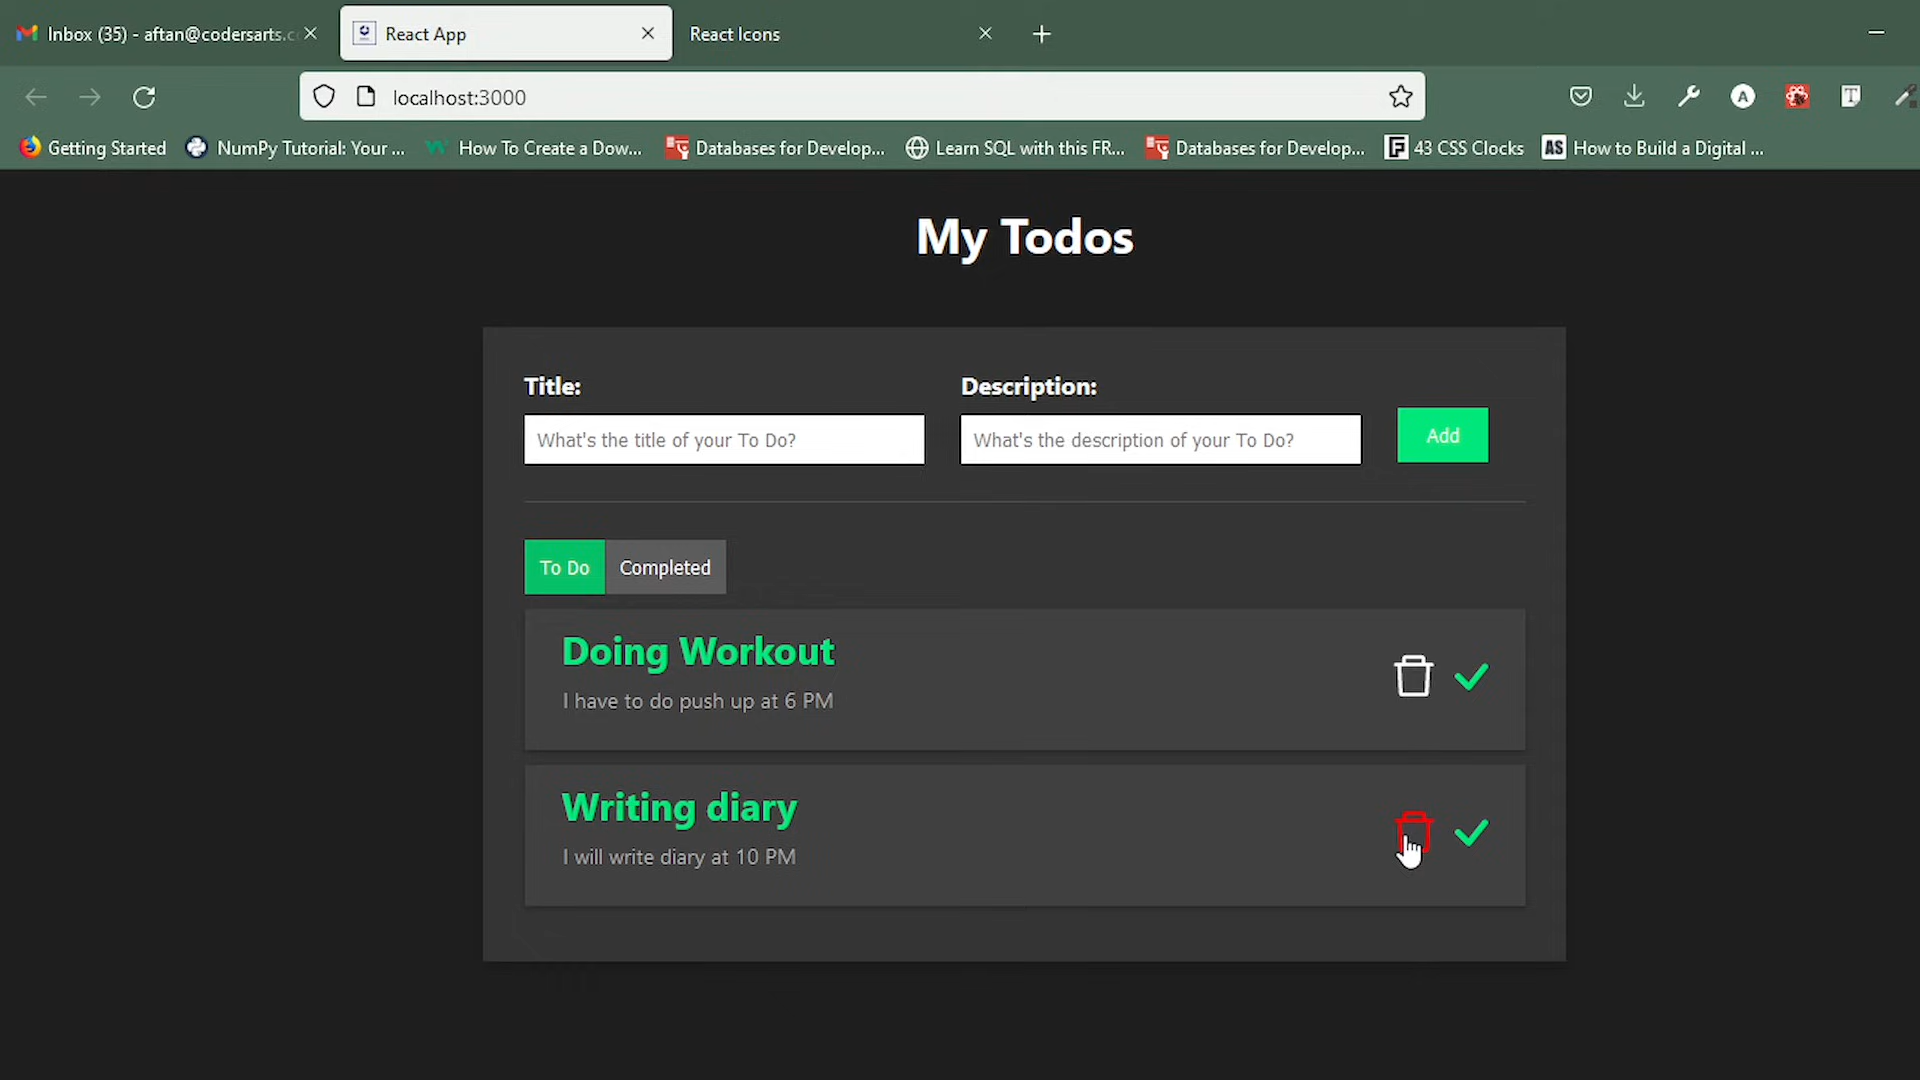 Inbox (35) - aftan@codersarts.c
React App
React Icons
localhost:3000
A
T
Getting Started
NumPy Tutorial: Your ...
How To Create a Dow...
Databases for Develop...
Learn SQL with this FR...
Databases for Develop...
43 CSS Clocks
AS
How to Build a Digital ...
My Todos
Title:
Description:
What's the title of your To Do?
What's the description of your To Do?
Add
To Do
Completed
Doing Workout
I have to do push up at 6 PM
Writing diary
I will write diary at 10 PM